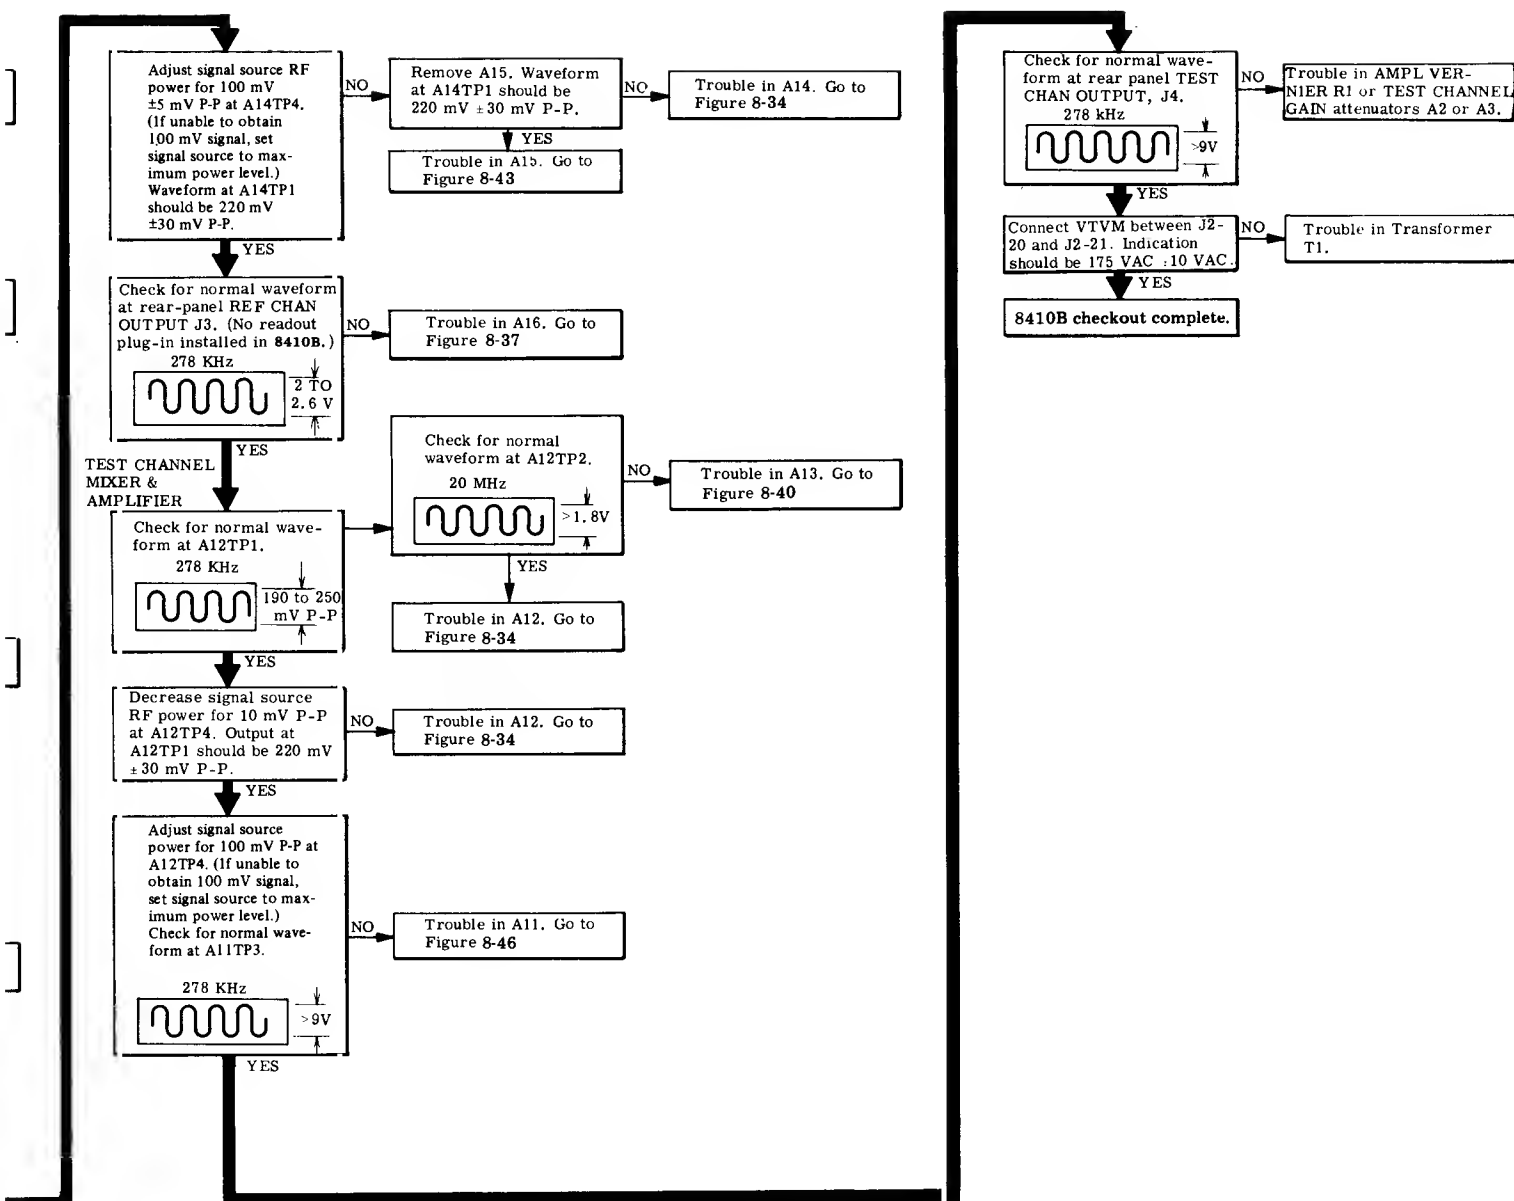 Adjust signal source RF
power for 100 mV
±5 mV P-P at A14TP4.
(If unable to obtain
100 mV signal, set
signal source to max-
imum power level.)
Waveform at A14TP1
should be 220 mV
±30 mV P-P.
NO
Remove A15. Waveform
at A14TP1 should be
220 mV ±30 mV P-P.
NO
Trouble in A14. Go to
Figure 8-34
YES
Trouble in A15. Go to
Figure 8-43
YES
Check for normal waveform
at rear-panel REF CHAN
OUTPUT J3. (No readout
plug-in installed in 8410B.)
278 KHz
2 TO
2.6 V
NO
Trouble in A16. Go to
Figure 8-37
YES
TEST CHANNEL
MIXER &
AMPLIFIER
Check for normal wave-
form at A12TP1.
278 KHz
190 to 250
mV P-P
Check for normal
waveform at A12TP2.
20 MHz
>1.8V
NO
Trouble in A13. Go to
Figure 8-40
YES
Trouble in A12. Go to
Figure 8-34
YES
Decrease signal source
RF power for 10 mV P-P
at A12TP4. Output at
A12TP1 should be 220 mV
±30 mV P-P.
NO
Trouble in A12. Go to
Figure 8-34
YES
Adjust signal source
power for 100 mV P-P at
A12TP4. (If unable to
obtain 100 mV signal,
set signal source to max-
imum power level.)
Check for normal wave-
form at A11TP3.
278 KHz
>9V
NO
Trouble in A11. Go to
Figure 8-46
YES
Check for normal wave-
form at rear panel TEST
CHAN OUTPUT, J4.
278 kHz
>9V
NO
Trouble in AMPL VER-
NIER R1 or TEST CHANNEL
GAIN attenuators A2 or A3.
YES
Connect VTVM between J2-
20 and J2-21. Indication
should be 175 VAC ±10 VAC.
NO
Trouble in Transformer
T1.
YES
8410B checkout complete.